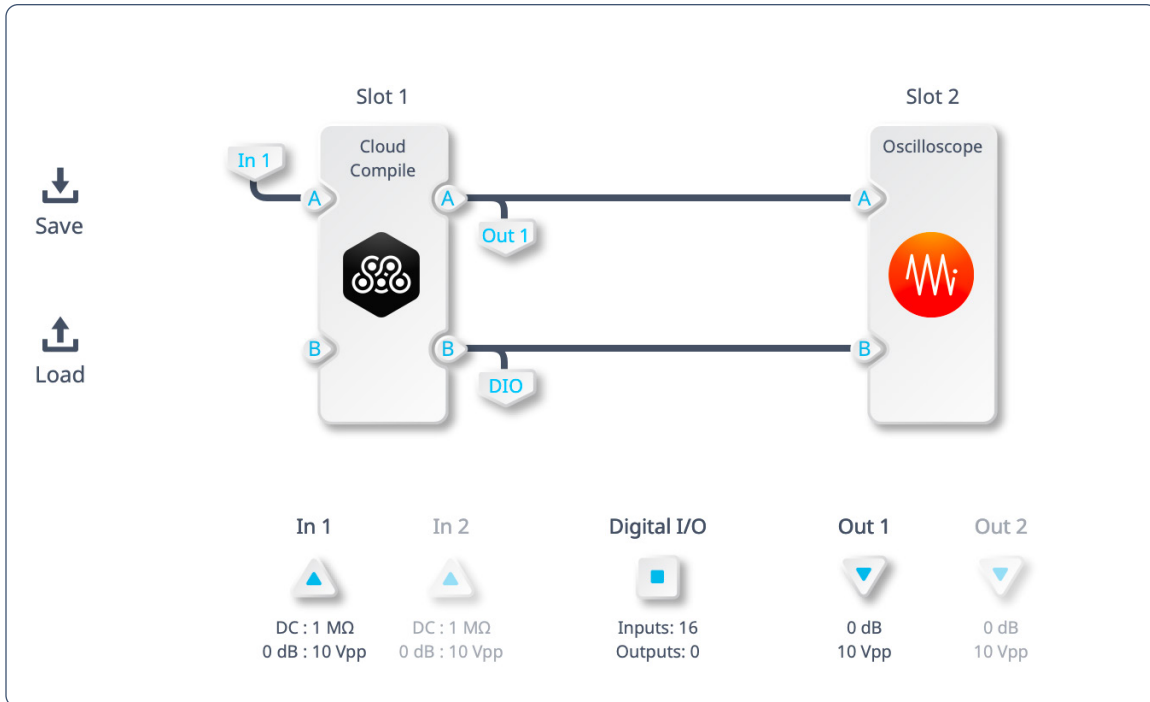 Slot 1
Slot 2
Cloud
Compile
Oscilloscope
In 1
A
A
A
Out 1
Save
B
B
B
DIO
Load
In 1
In 2
Digital I/O
Out 1
Out 2
DC : 1 MΩ
0 dB : 10 Vpp
DC : 1 MΩ
0 dB : 10 Vpp
Inputs: 16
Outputs: 0
0 dB
10 Vpp
0 dB
10 Vpp